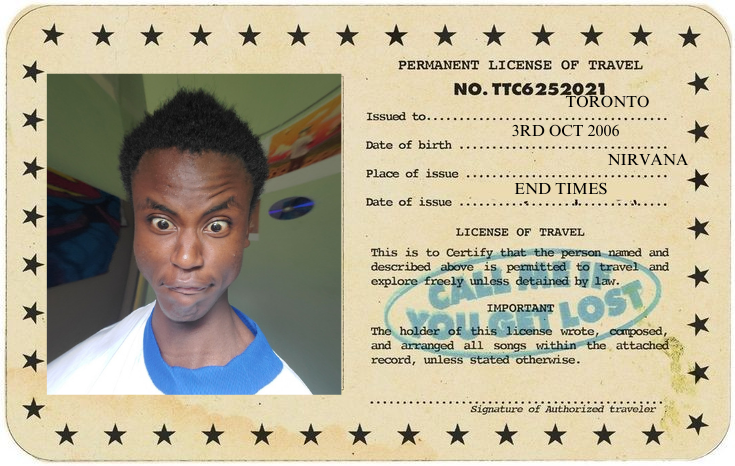 PERMANENT LICENSE OF TRAVEL
NO. TTC6252021
TORONTO
Issued to
3RD OCT 2006
Date of birth
NIRVANA
Place of issue
END TIMES
Date of issue
LICENSE OF TRAVEL
This is to Certify that the person named and
described above is permitted to travel and
explore freely unless detained by law.
CALL ME IF
YOU GET LOST
IMPORTANT
The holder of this license wrote, composed,
and arranged all songs within the attached
record, unless stated otherwise.
Signature of Authorized traveler